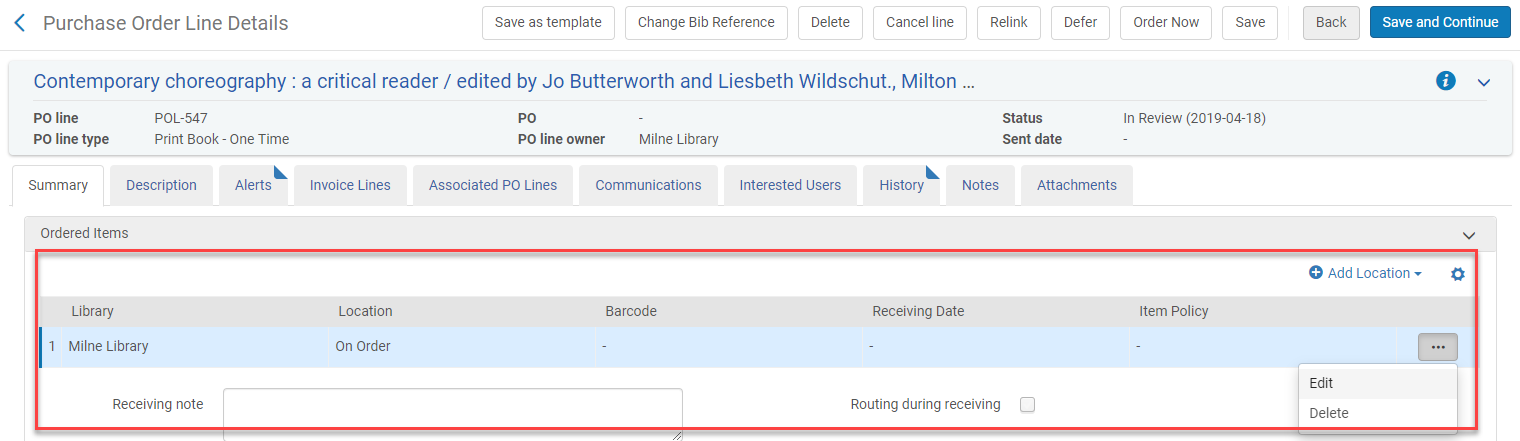 Purchase Order Line Details
Save as template Change Bib Reference Delete Cancel line Relink Defer Order Now Save Back Save and Continue
Contemporary choreography : a critical reader / edited by Jo Butterworth and Liesbeth Wildschut., Milton ...
PO line POL-547 PO - Status In Review (2019-04-18)
PO line type Print Book - One Time PO line owner Milne Library Sent date -
Summary Description Alerts Invoice Lines Associated PO Lines Communications Interested Users History Notes Attachments
Ordered Items
Add Location
Library Location Barcode Receiving Date Item Policy
1 Milne Library On Order - - -
Edit
Receiving note Routing during receiving
Delete